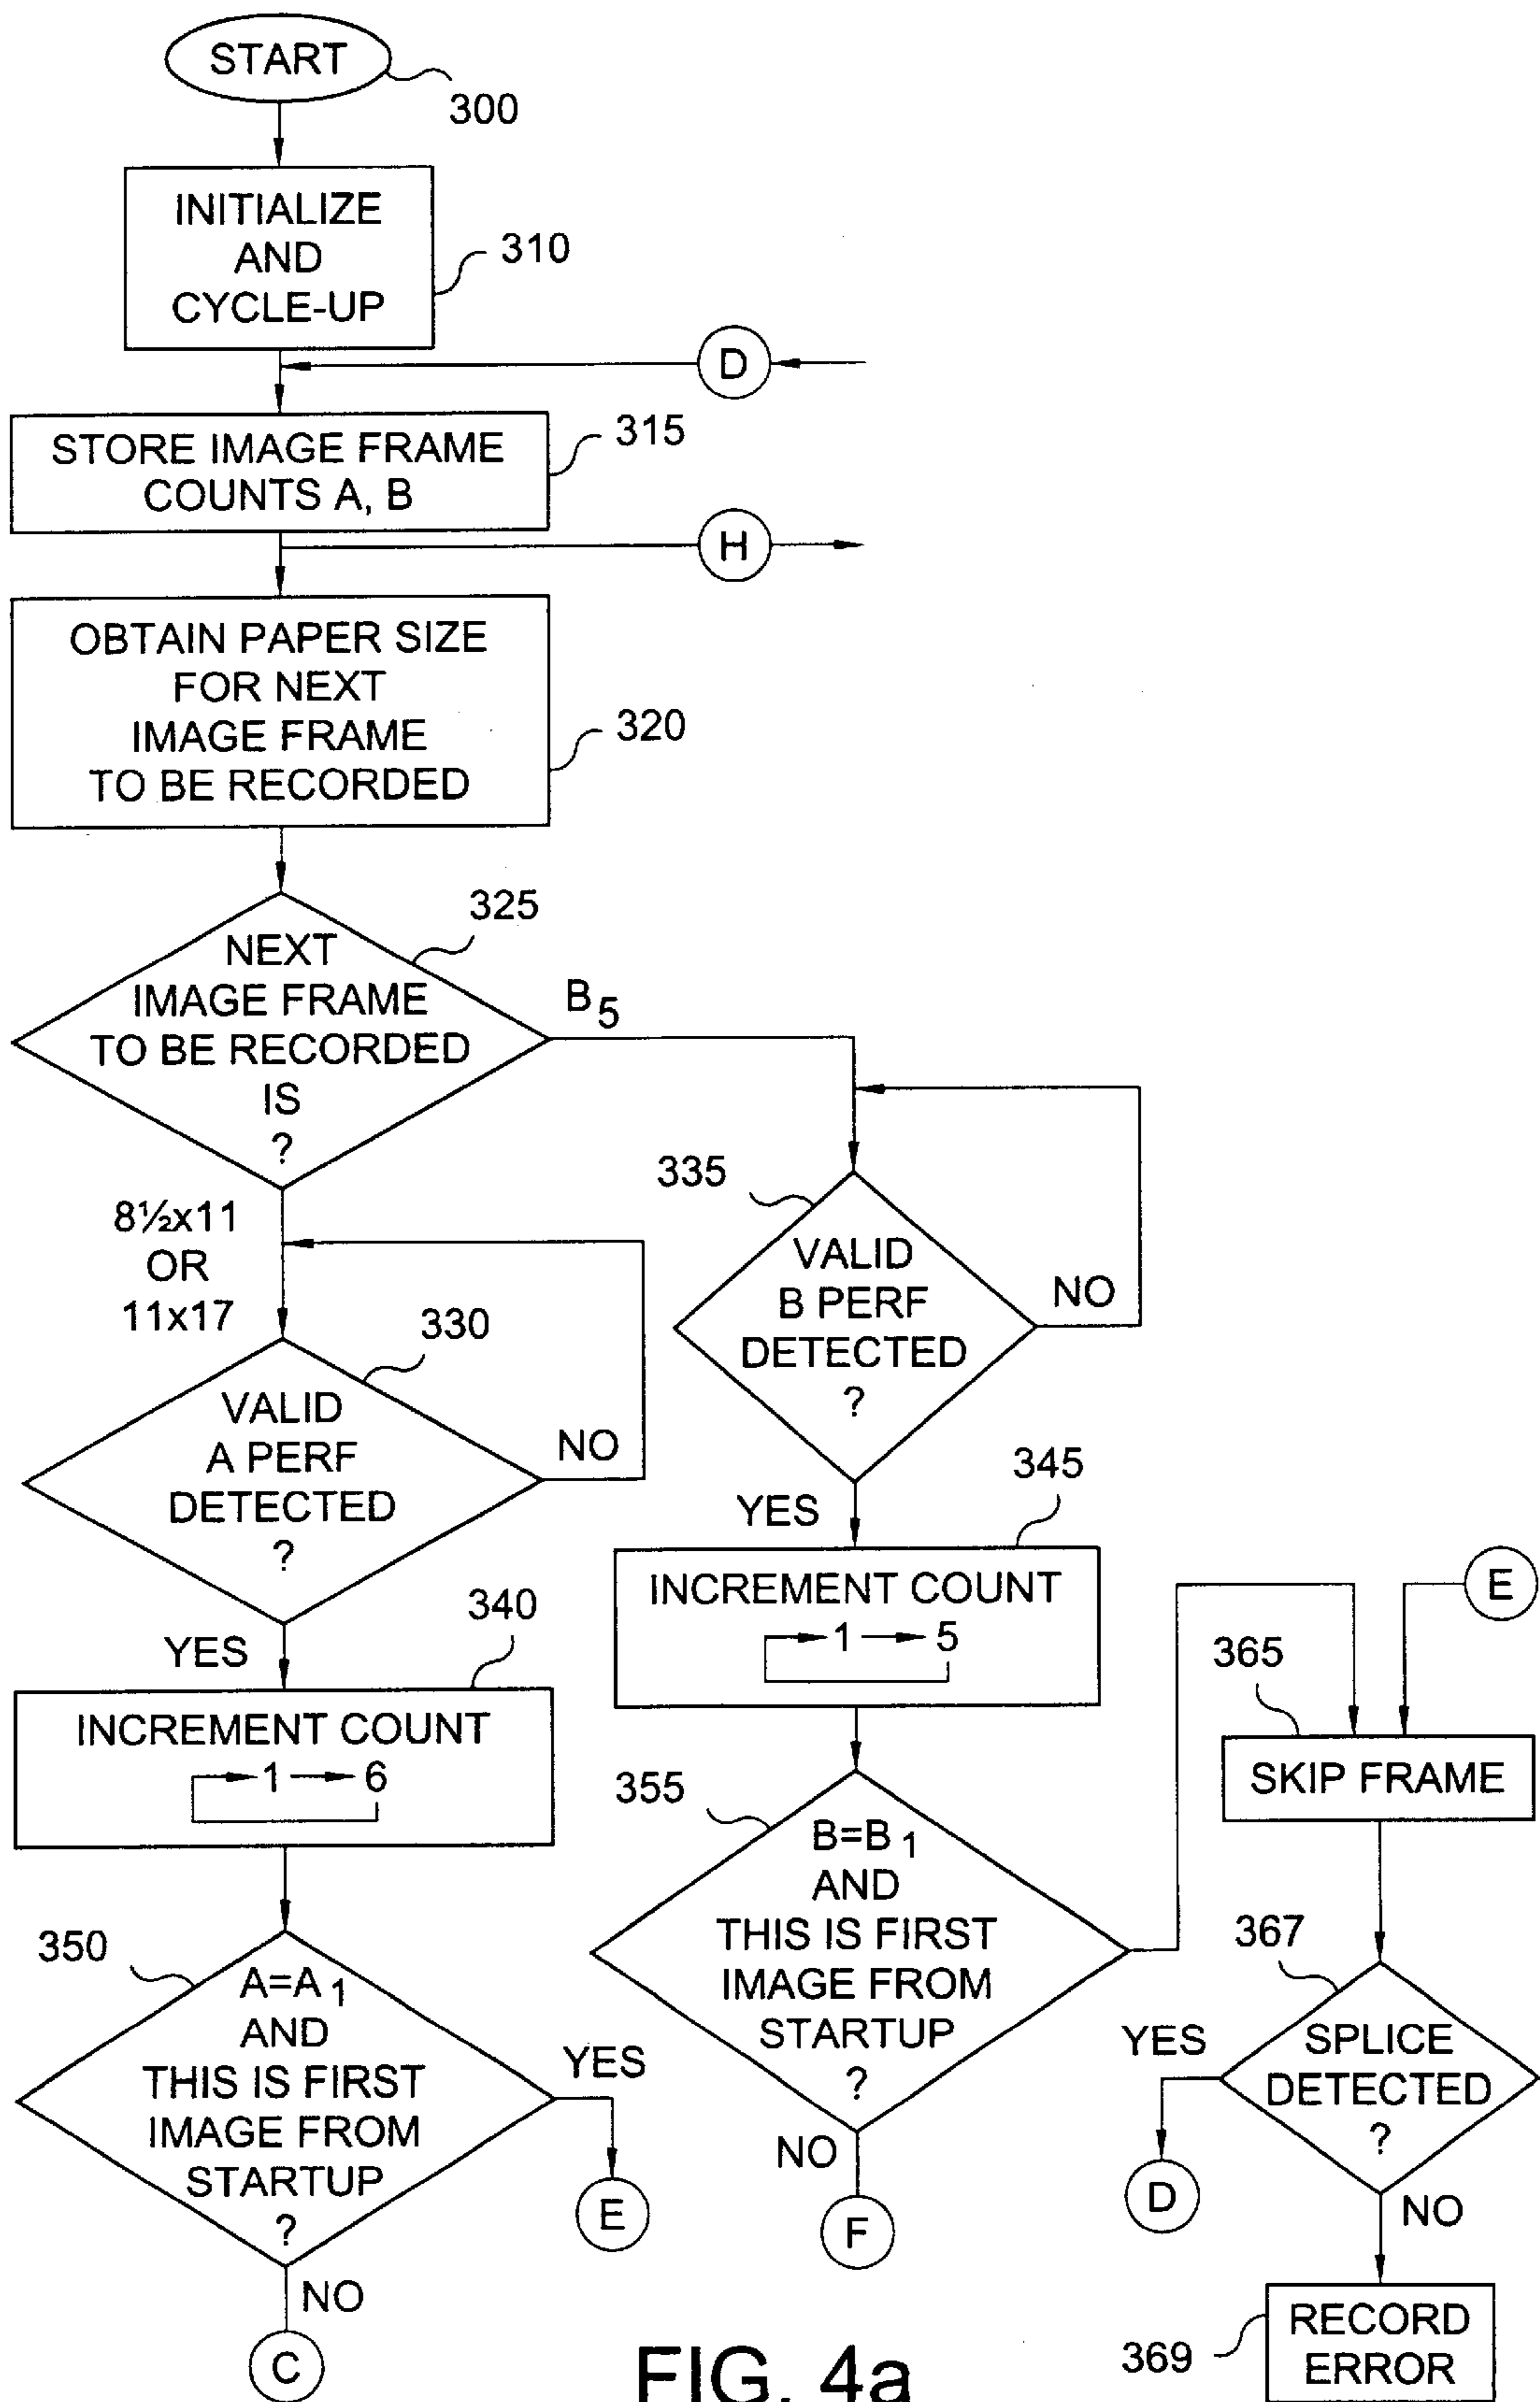 START
300
INITIALIZE
AND
CYCLE-UP
310
D
STORE IMAGE FRAME
COUNTS A, B
315
H
OBTAIN PAPER SIZE
FOR NEXT
IMAGE FRAME
TO BE RECORDED
320
325
NEXT
IMAGE FRAME
TO BE RECORDED
IS
?
B5
8½x11
OR
11x17
330
VALID
A PERF
DETECTED
?
NO
YES
335
VALID
B PERF
DETECTED
?
NO
YES
340
INCREMENT COUNT
1 6
345
INCREMENT COUNT
1 5
350
A=A1
AND
THIS IS FIRST
IMAGE FROM
STARTUP
?
YES
E
NO
C
355
B=B1
AND
THIS IS FIRST
IMAGE FROM
STARTUP
?
NO
F
E
365
SKIP FRAME
367
SPLICE
DETECTED
?
YES
D
NO
369
RECORD
ERROR
FIG. 4a